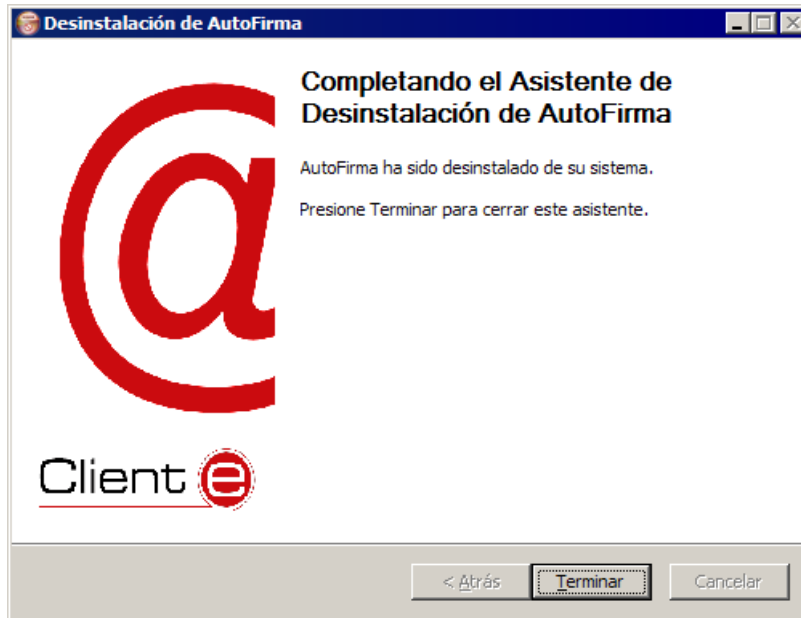 Desinstalación de AutoFirma
Completando el Asistente de
Desinstalación de AutoFirma
AutoFirma ha sido desinstalado de su sistema.
Presione Terminar para cerrar este asistente.
@
Client e
< Atrás
Terminar
Cancelar